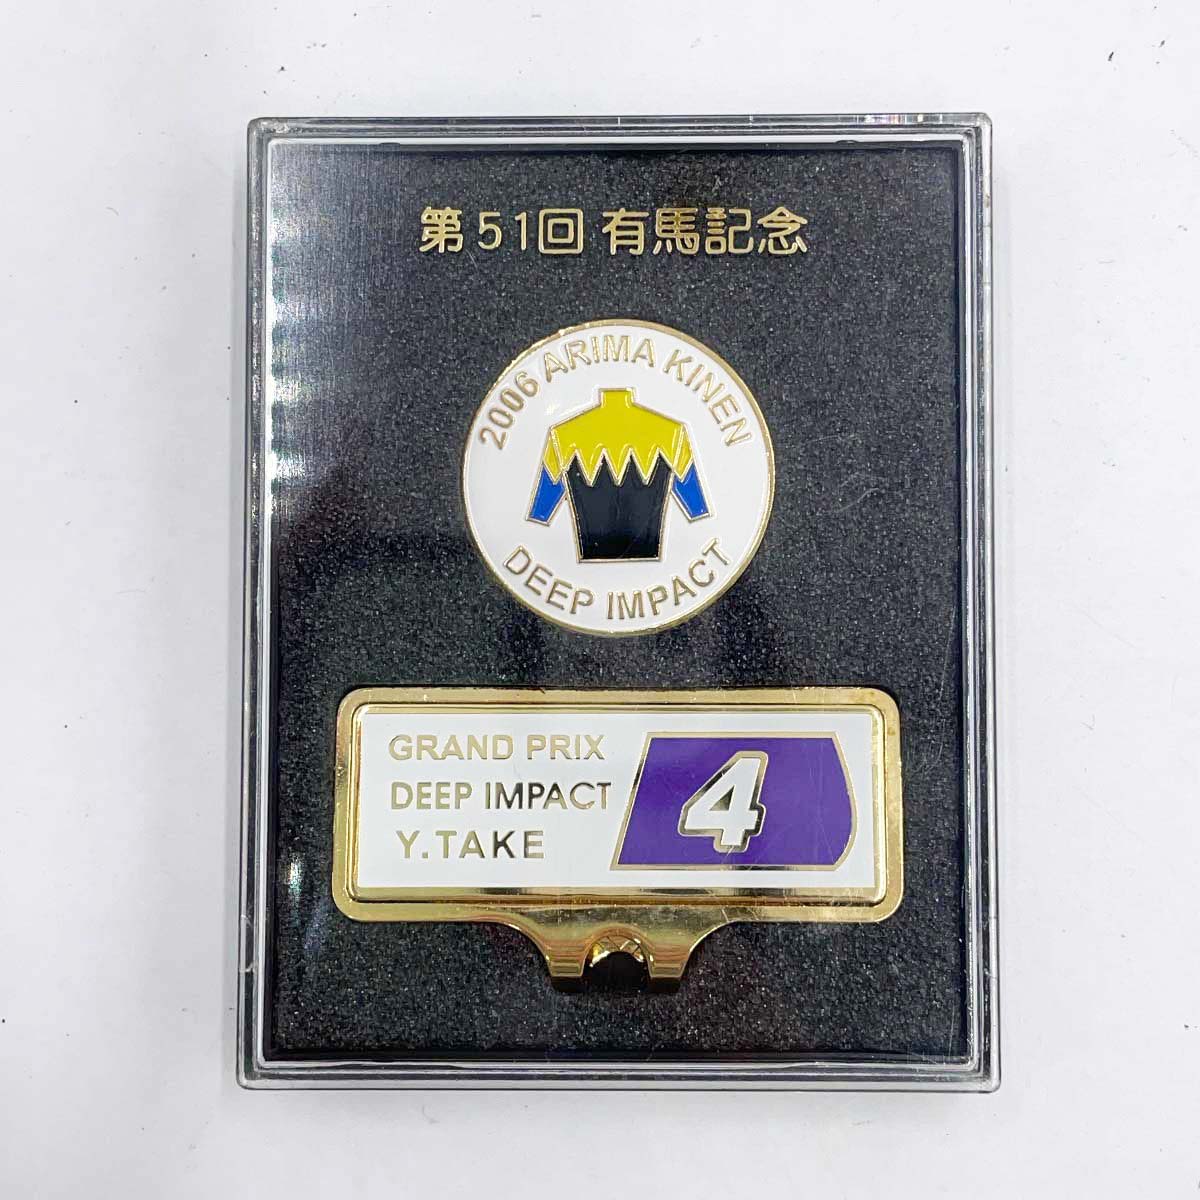 第51回 有馬記念
2006 ARIMA KINEN
DEEP IMPACT
GRAND PRIX
DEEP IMPACT
Y.TAKE
4